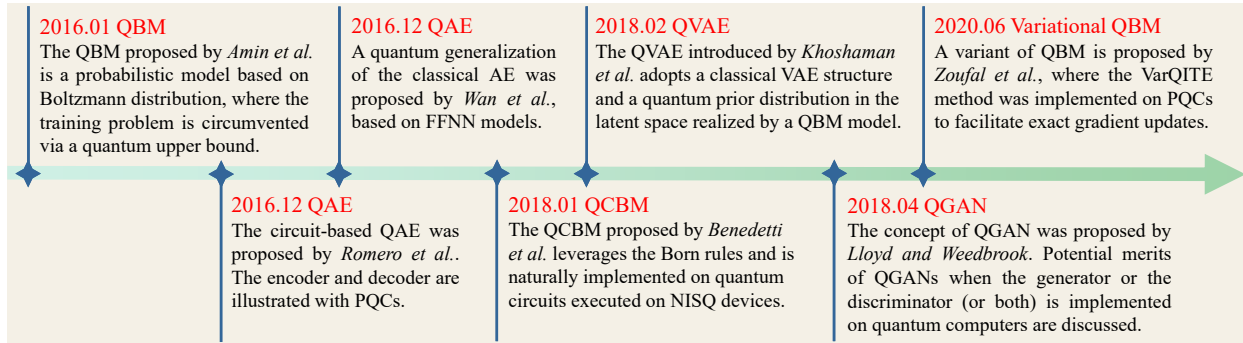 2016.01 QBM
The QBM proposed by Amin et al.
is a probabilistic model based on
Boltzmann distribution, where the
training problem is circumvented
via a quantum upper bound.
2016.12 QAE
A quantum generalization
of the classical AE was
proposed by Wan et al.,
based on FFNN models.
2018.02 QVAE
The QVAE introduced by Khoshaman
et al. adopts a classical VAE structure
and a quantum prior distribution in the
latent space realized by a QBM model.
2020.06 Variational QBM
A variant of QBM is proposed by
Zoufal et al., where the VarQITE
method was implemented on PQCs
to facilitate exact gradient updates.
2016.12 QAE
The circuit-based QAE was
proposed by Romero et al..
The encoder and decoder are
illustrated with PQCs.
2018.01 QCBM
The QCBM proposed by Benedetti
et al. leverages the Born rules and is
naturally implemented on quantum
circuits executed on NISQ devices.
2018.04 QGAN
The concept of QGAN was proposed by
Lloyd and Weedbrook. Potential merits
of QGANs when the generator or the
discriminator (or both) is implemented
on quantum computers are discussed.